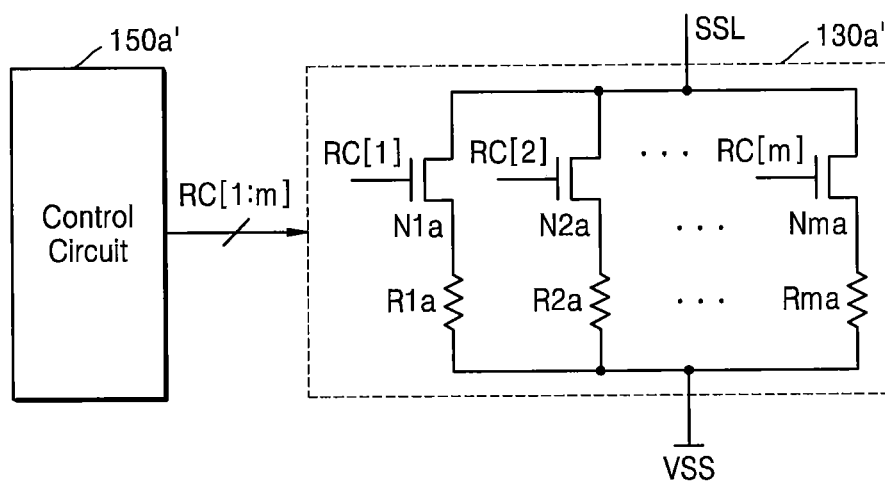 150a'
SSL
130a'
RC[1]
RC[2]
. . .
RC[m]
RC[1:m]
Control
Circuit
N1a
N2a
. . .
Nma
R1a
R2a
. . .
Rma
VSS